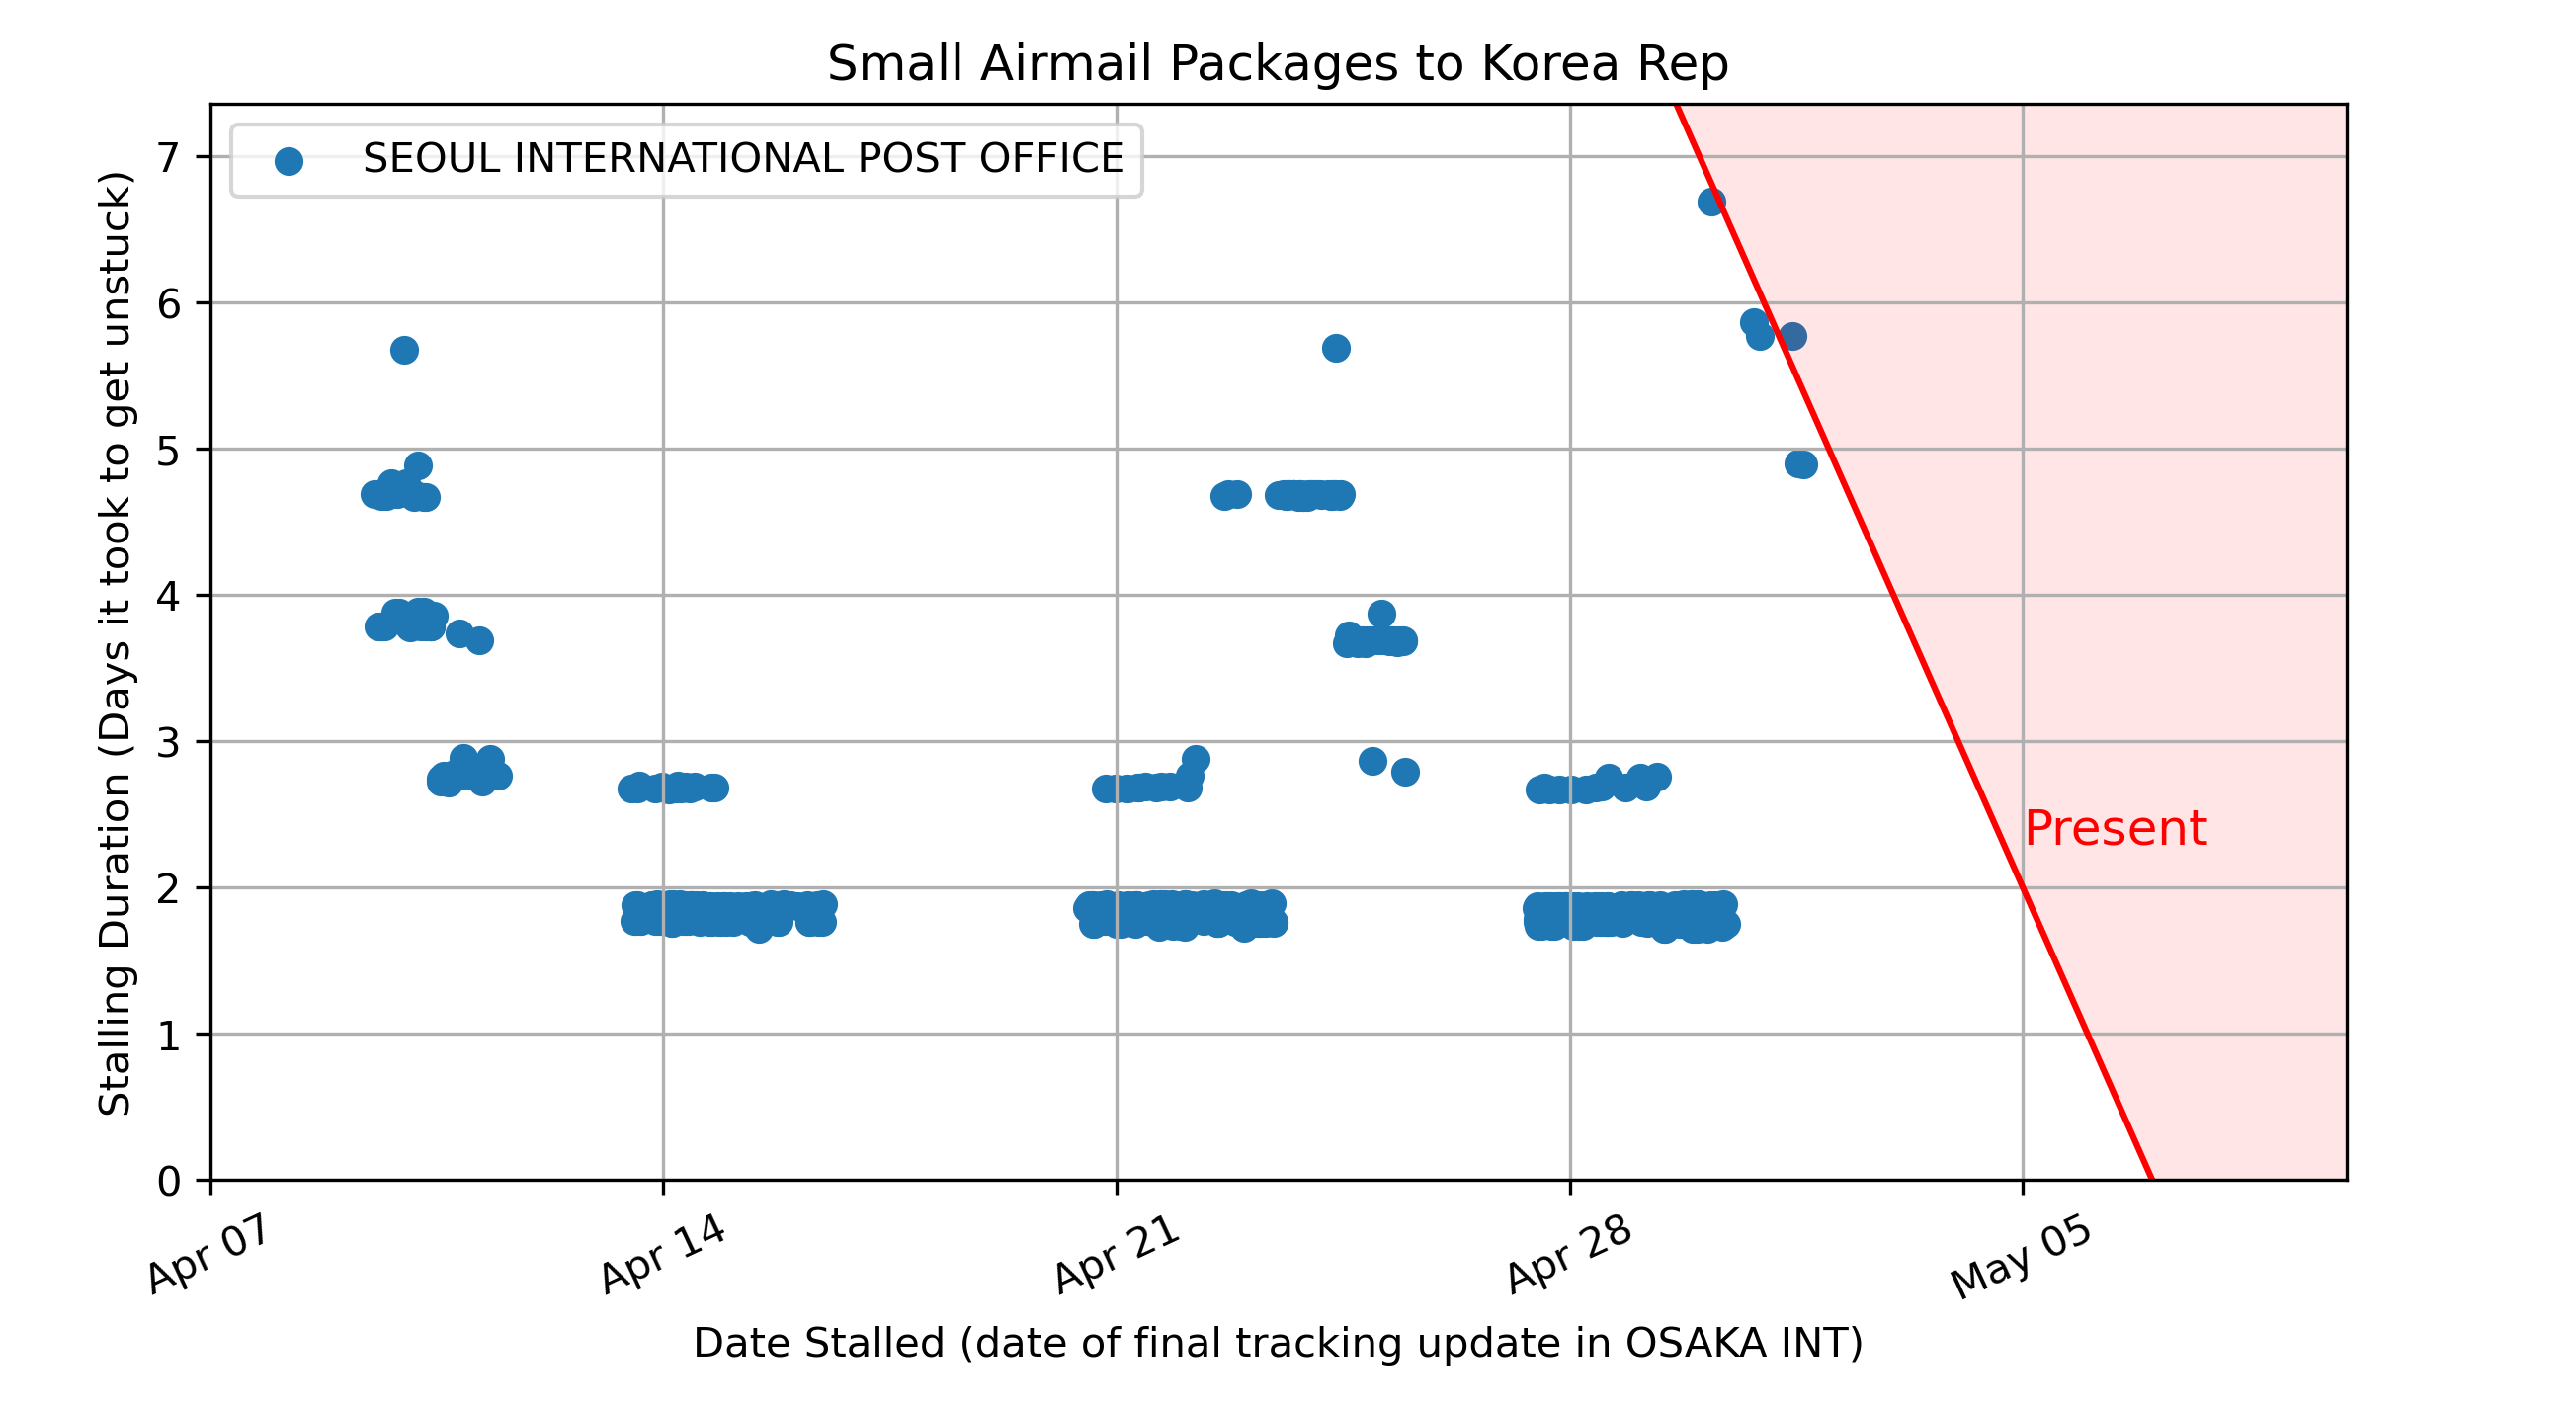 Small Airmail Packages to Korea Rep
SEOUL INTERNATIONAL POST OFFICE
Stalling Duration (Days it took to get unstuck)
7
6
5
4
3
2
1
0
Present
Apr 07
Apr 14
Apr 21
Apr 28
May 05
Date Stalled (date of final tracking update in OSAKA INT)